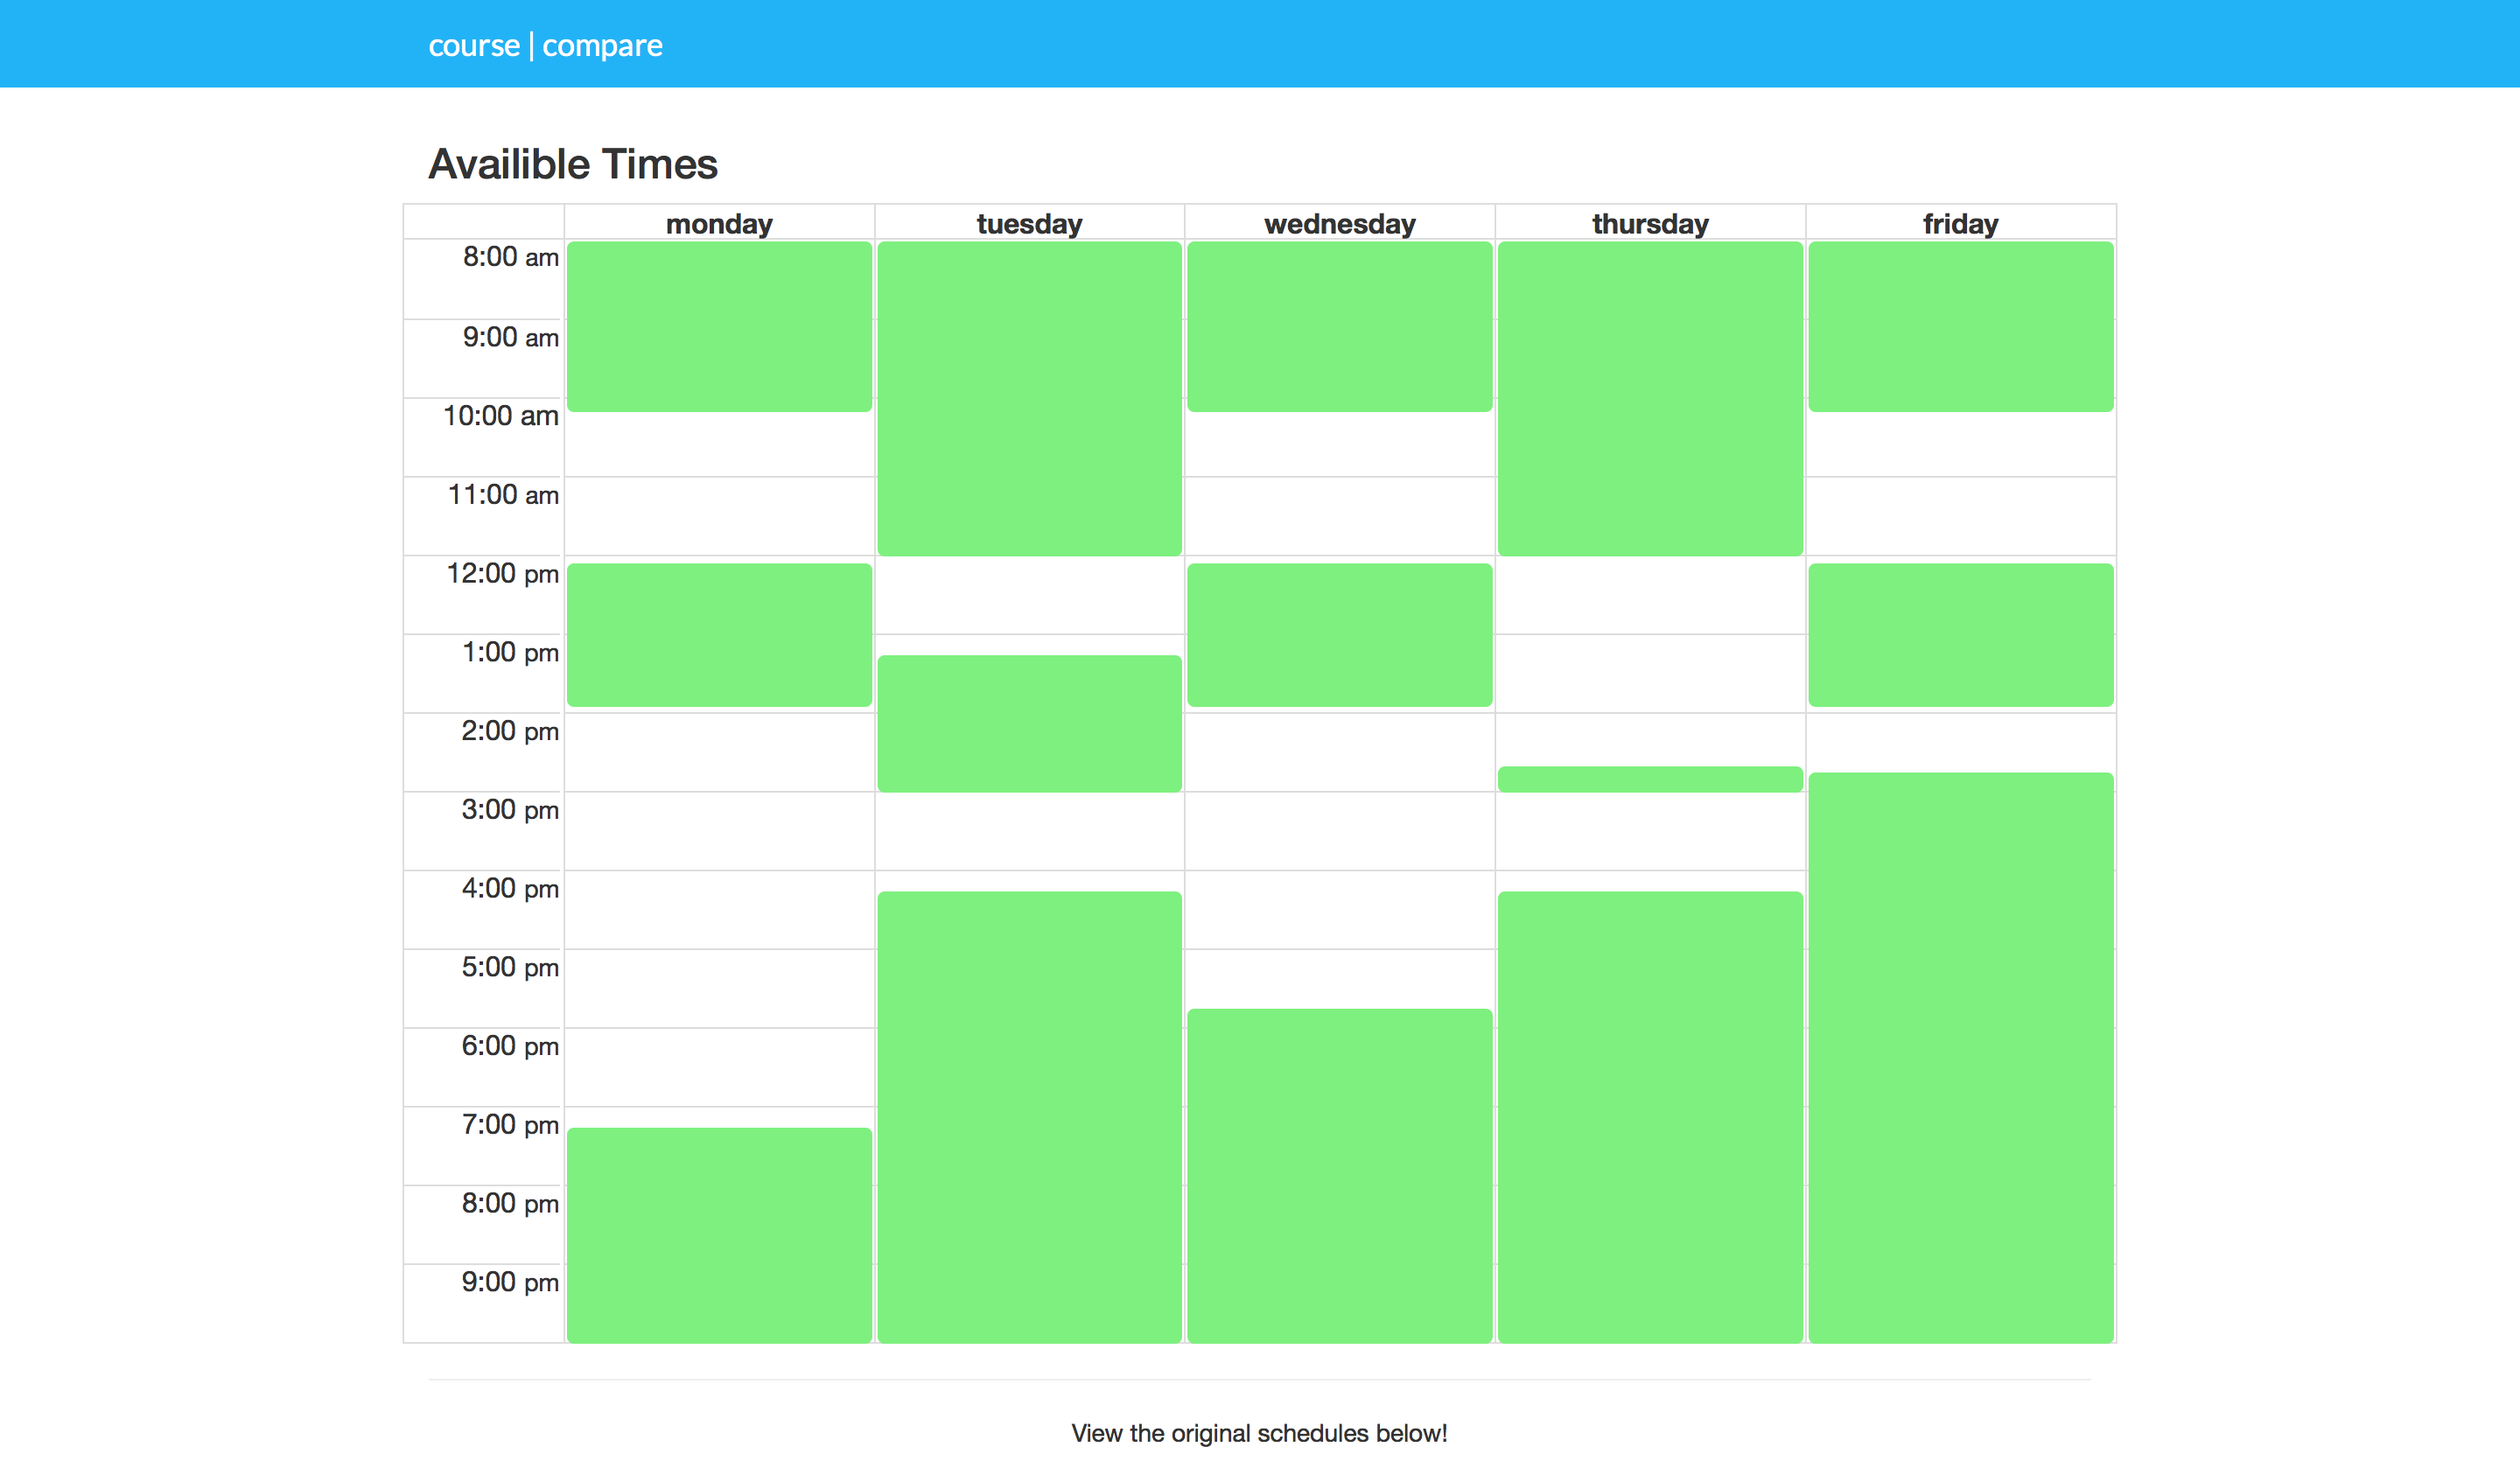 course | compare
Availible Times
monday tuesday wednesday thursday friday
8:00 am
9:00 am
10:00 am
11:00 am
12:00 pm
1:00 pm
2:00 pm
3:00 pm
4:00 pm
5:00 pm
6:00 pm
7:00 pm
8:00 pm
9:00 pm
View the original schedules below!